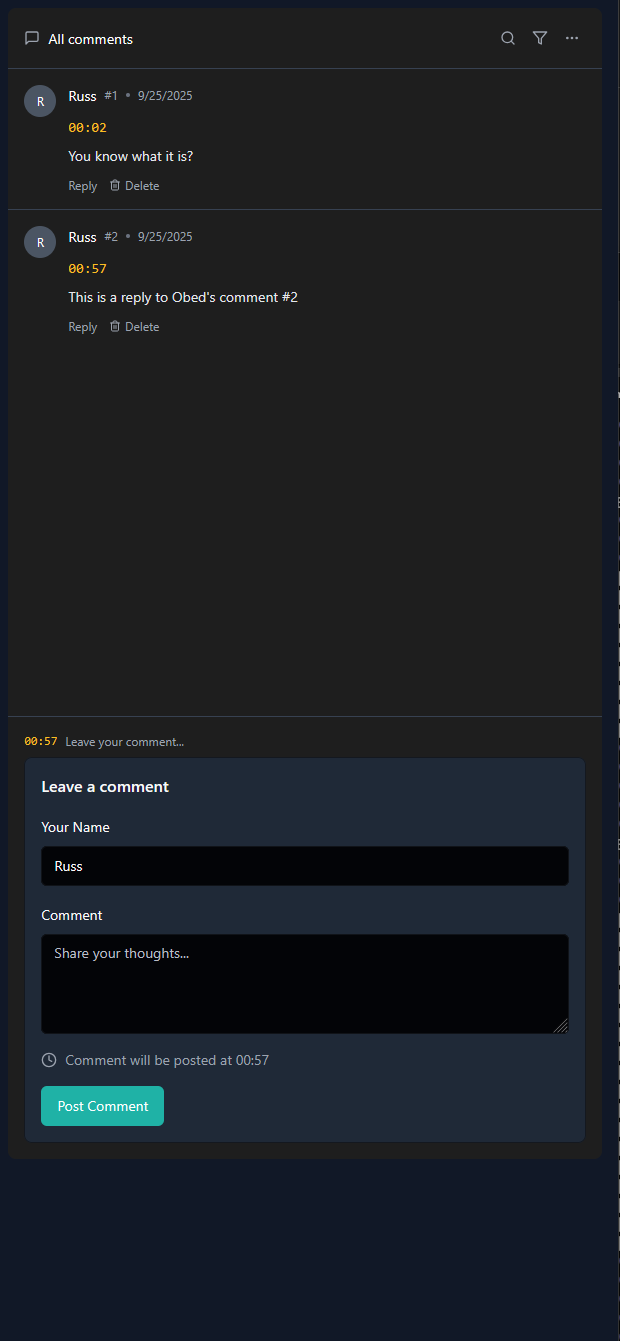 All comments
R
Russ #1 • 9/25/2025
00:02
You know what it is?
Reply Delete
R
Russ #2 • 9/25/2025
00:57
This is a reply to Obed's comment #2
Reply Delete
00:57 Leave your comment...
Leave a comment
Your Name
Russ
Comment
Share your thoughts...
Comment will be posted at 00:57
Post Comment